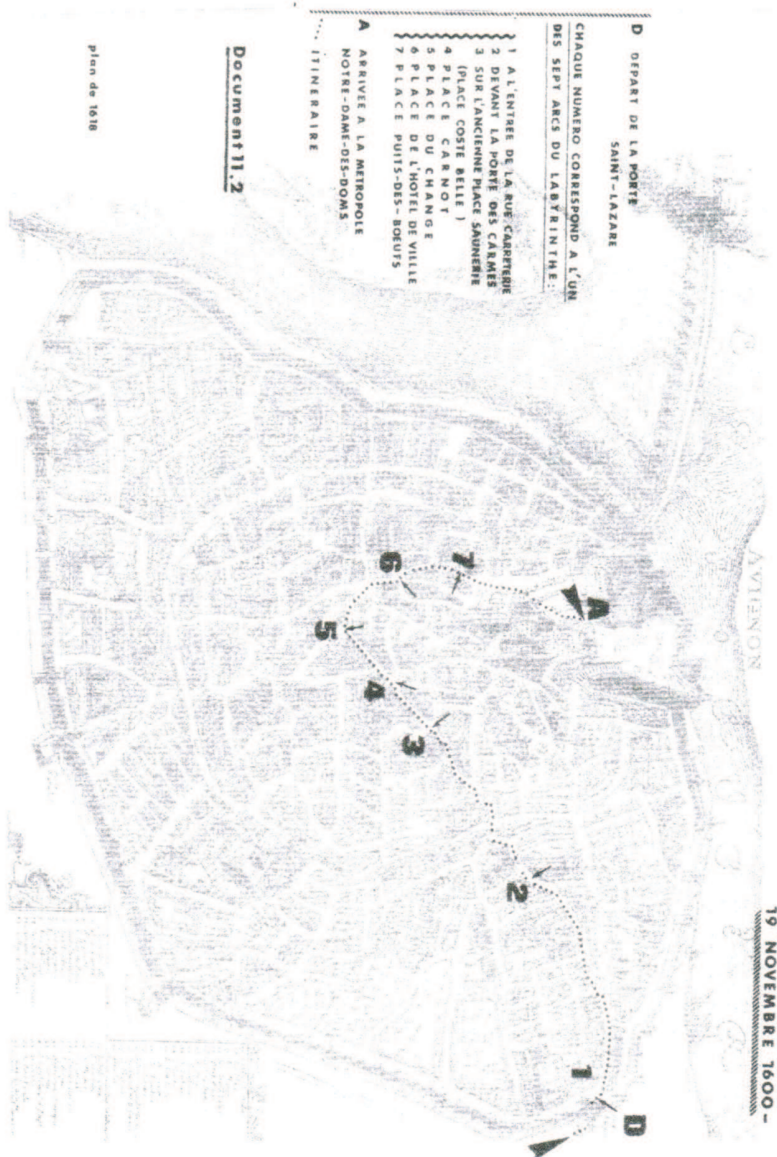 19 NOVEMBRE 1600-
D DEPART DE LA PORTE
SAINT-LAZARE
CHAQUE NUMERO CORRESPOND A L'UN
DES SEPT ARCS DU LABYRINTHE:
1 A L'ENTREE DE LA RUE CARRETERIE
2 DEVANT LA PORTE DES CARMES
3 SUR L'ANCIENNE PLACE SAUNERIE
(PLACE COSTE BELLE )
4 PLACE CARNOT
5 PLACE DU CHANGE
6 PLACE DE L'HOTEL DE VILLLE
7 PLACE PUITS-DES-BOEUFS
A ARRIVEE A LA METROPOLE
NOTRE-DAME-DES-DOMS
.... ITINERAIRE
Document 11.2
plan de 1618
AVIENON
A
7
6
5
4
3
2
1
D